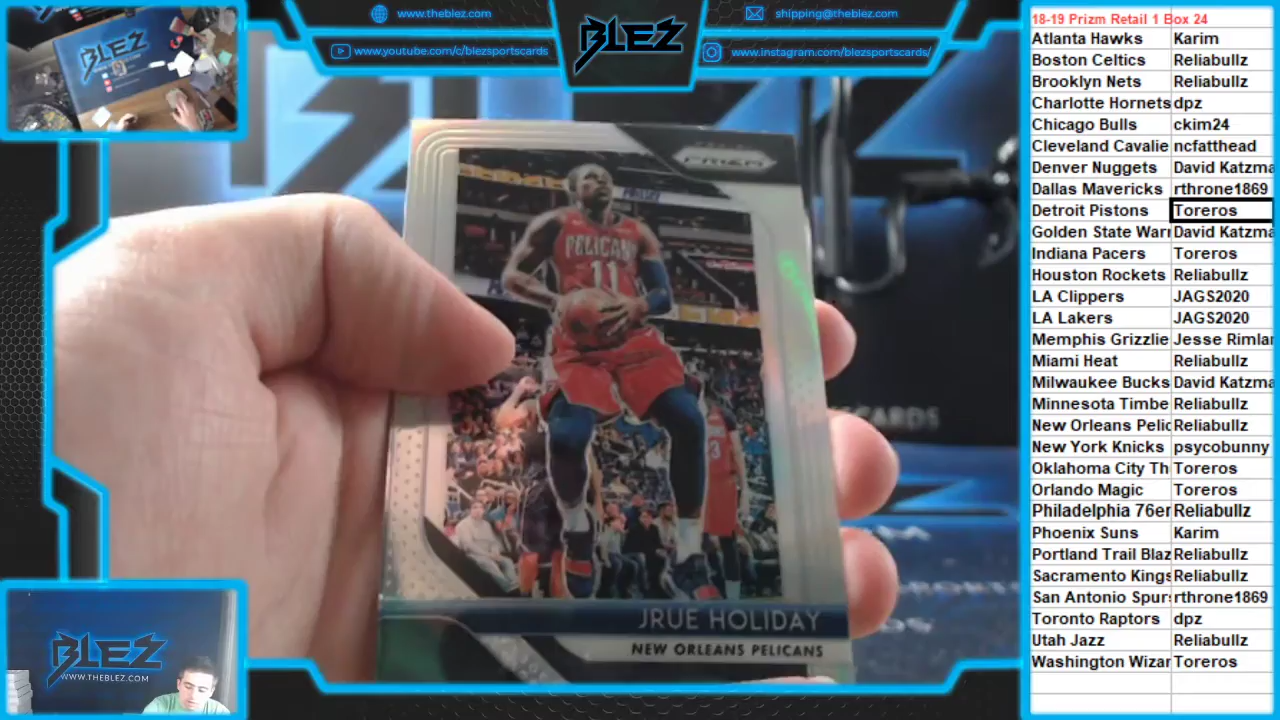 www.theblez.com
shipping@theblez.com
www.youtube.com/c/blezsportscards
www.instagram.com/blezsportscards/
BLEZ
PRIZM
PELICANS
11
JRUE HOLIDAY
NEW ORLEANS PELICANS
BLEZ
WWW.THEBLEZ.COM
18-19 Prizm Retail 1 Box 24
Atlanta Hawks Karim
Boston Celtics Reliabullz
Brooklyn Nets Reliabullz
Charlotte Hornets dpz
Chicago Bulls ckim24
Cleveland Cavalie ncfatthead
Denver Nuggets David Katzma
Dallas Mavericks rthrone1869
Detroit Pistons Toreros
Golden State Warr David Katzma
Indiana Pacers Toreros
Houston Rockets Reliabullz
LA Clippers JAGS2020
LA Lakers JAGS2020
Memphis Grizzlie Jesse Rimlar
Miami Heat Reliabullz
Milwaukee Bucks David Katzma
Minnesota Timbe Reliabullz
New Orleans Pelic Reliabullz
New York Knicks psycobunny
Oklahoma City Th Toreros
Orlando Magic Toreros
Philadelphia 76er Reliabullz
Phoenix Suns Karim
Portland Trail Blaz Reliabullz
Sacramento Kings Reliabullz
San Antonio Spurs rthrone1869
Toronto Raptors dpz
Utah Jazz Reliabullz
Washington Wizar Toreros